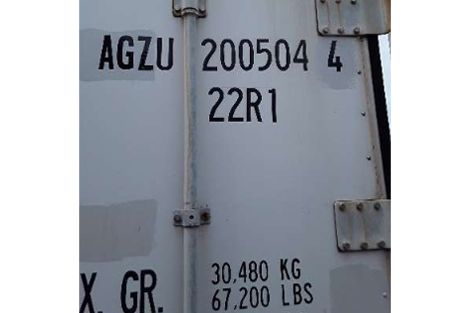 AGZU 200504 4
22R1
X. GR. 30,480 KG
67,200 LBS